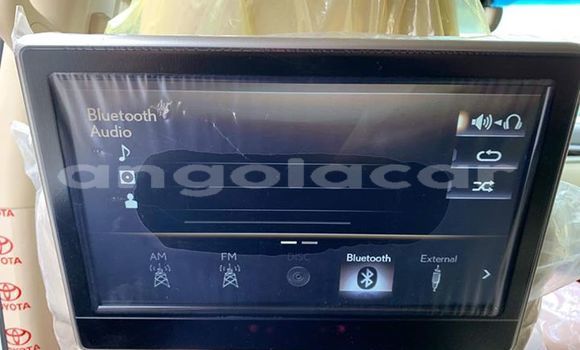 Bluetooth
Audio
angolacar
AM
FM
DISC
Bluetooth
External
TOYOTA
TOYOTA
TOYOTA